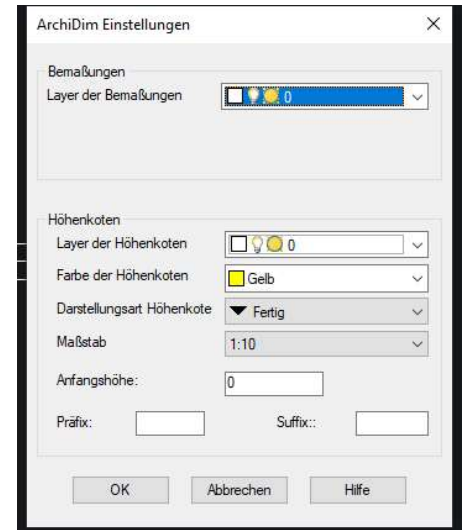 ArchiDim Einstellungen
Bemaßungen
Layer der Bemaßungen 0
Höhenkoten
Layer der Höhenkoten 0
Farbe der Höhenkoten Gelb
Darstellungsart Höhenkote Fertig
Maßstab 1:10
Anfangshöhe: 0
Präfix: Suffix::
OK Abbrechen Hilfe